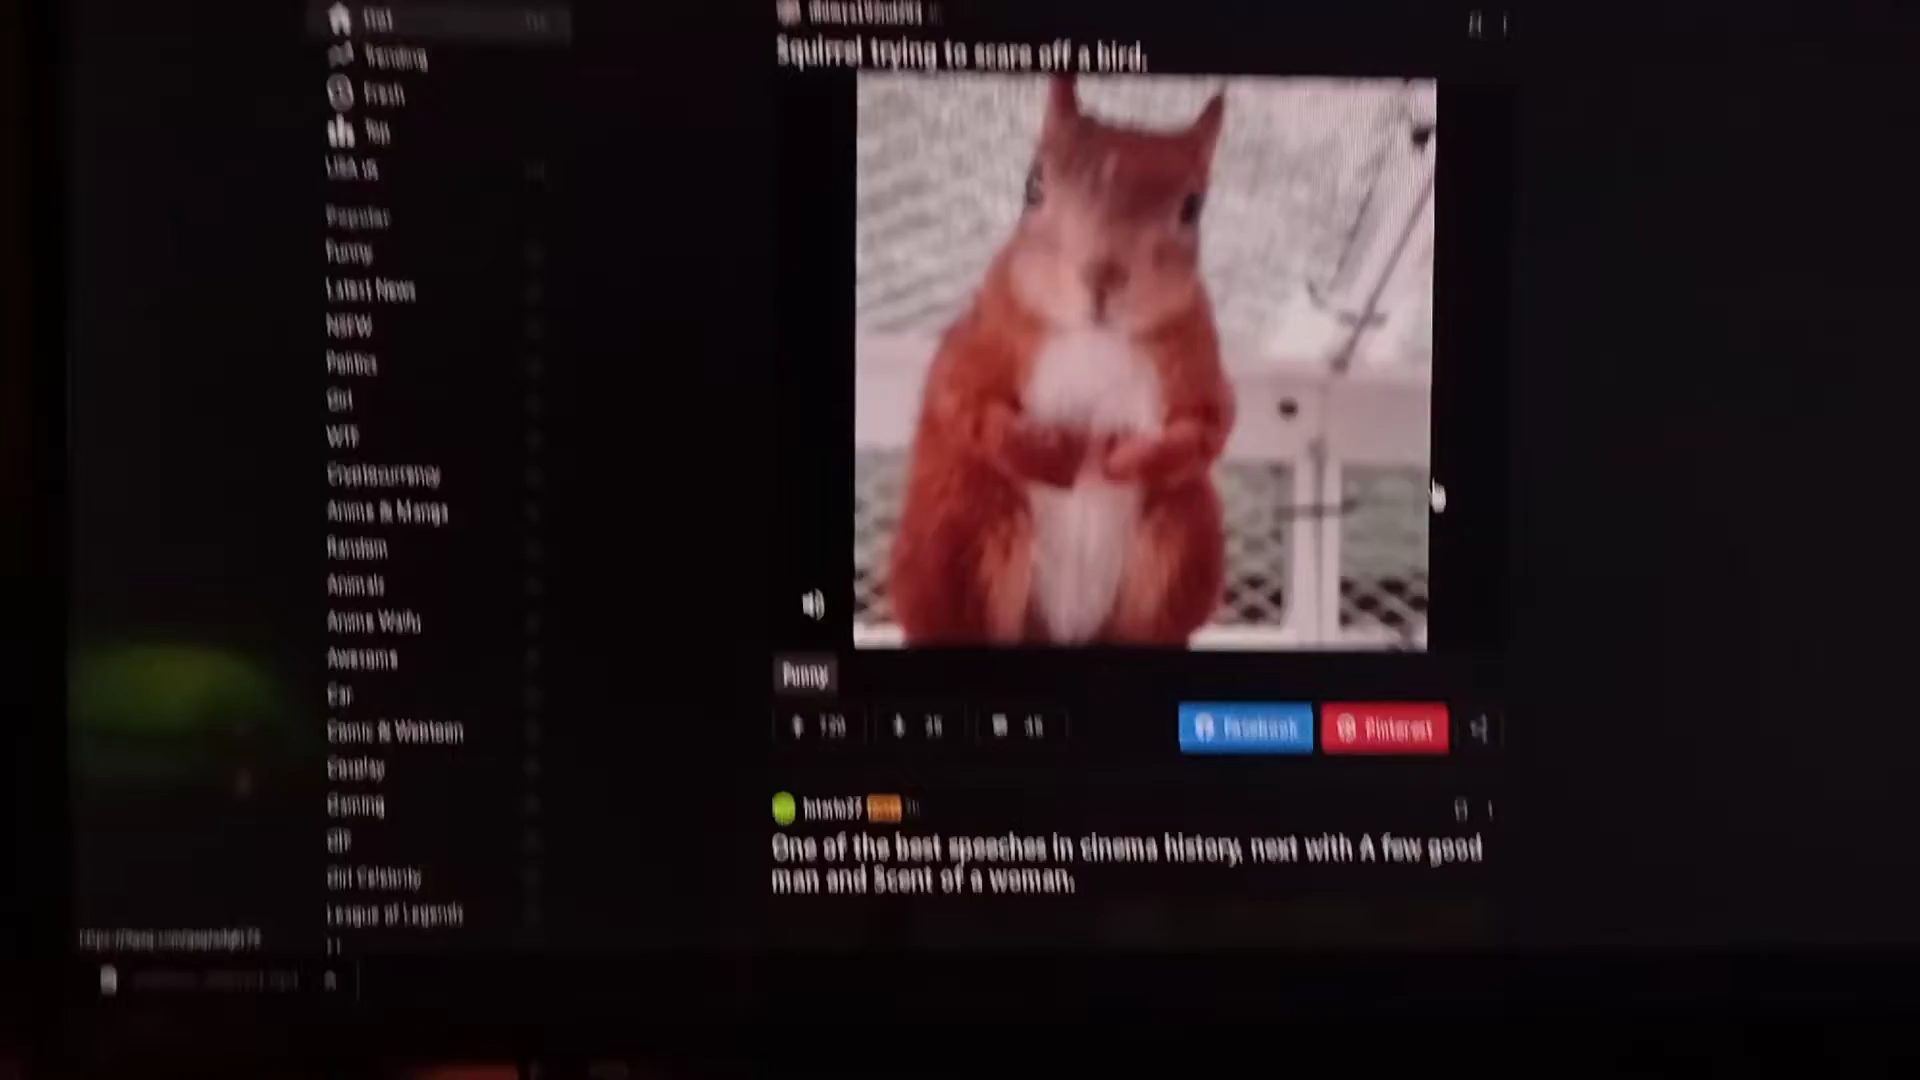 Hot
Trending
Fresh
Top
Popular
Funny
Latest News
NSFW
Politics
Girl
WTF
Cryptocurrency
Anime & Manga
Random
Animals
Anime Waifu
Awesome
Car
Comic & Webtoon
Cosplay
Gaming
GIF
Girl Celebrity
League of Legends
Squirrel trying to scare off a bird.
Funny
Facebook
Pinterest
One of the best speeches in cinema history, next with A few good
man and Scent of a woman.